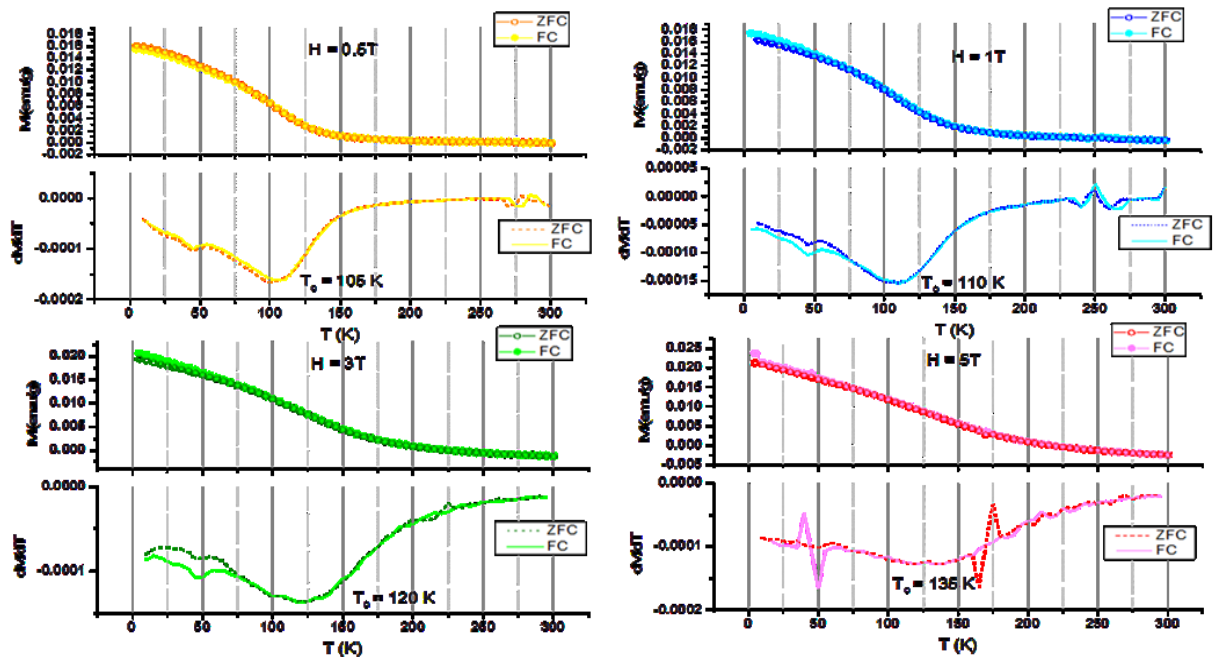 0.018
0.016
0.014
0.012
0.010
0.008
0.006
0.004
0.002
0.000
-0.002
M(emu/g)
H = 0.5T
ZFC
FC
0.0000
-0.0001
-0.0002
dM/dT
ZFC
FC
T = 105 K
0 50 100 150 200 250 300
T (K)
0.018
0.016
0.014
0.012
0.010
0.008
0.006
0.004
0.002
0.000
-0.002
M(emu/g)
H = 1T
ZFC
FC
0.00005
0.00000
-0.00005
-0.00010
-0.00015
dM/dT
ZFC
FC
T = 110 K
0 50 100 150 200 250 300
T (K)
0.020
0.015
0.010
0.005
0.000
M(emu/g)
H = 3T
ZFC
FC
0.0000
-0.0001
dM/dT
ZFC
FC
T = 120 K
0 50 100 150 200 250 300
T (K)
0.025
0.020
0.015
0.010
0.005
0.000
-0.005
M(emu/g)
H = 5T
ZFC
FC
0.0000
-0.0001
-0.0002
dM/dT
ZFC
FC
T = 135 K
0 50 100 150 200 250 300
T (K)